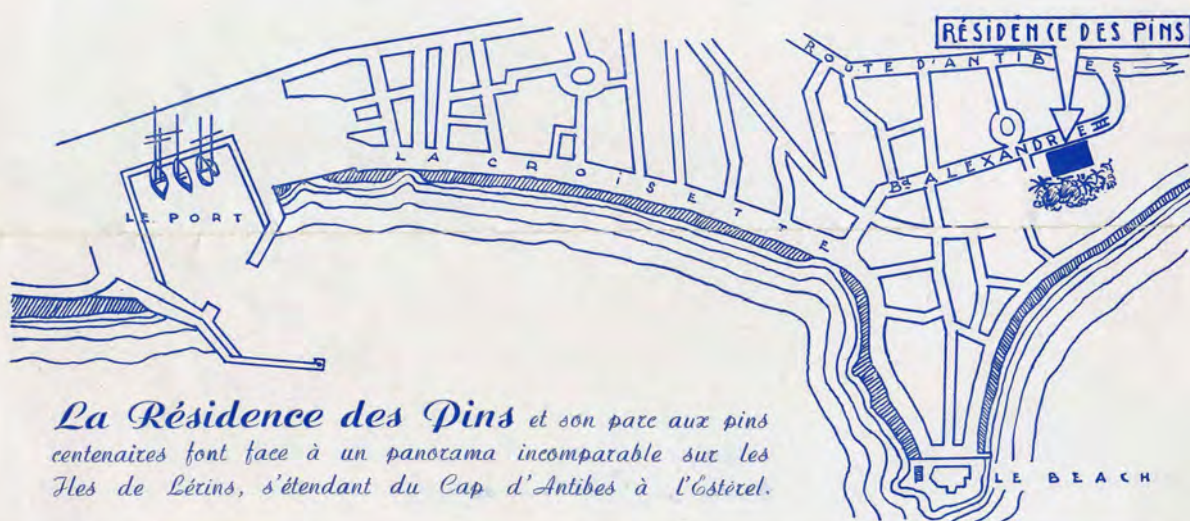 RÉSIDENCE DES PINS
ROUTE D'ANTIBES
Bd ALEXANDRE III
LA CROISETTE
LE PORT
La Résidence des Pins et son parc aux pins
centenaires font face à un panorama incomparable sur les
Iles de Lérins, s'étendant du Cap d'Antibes à l'Estérel.
LE BEACH